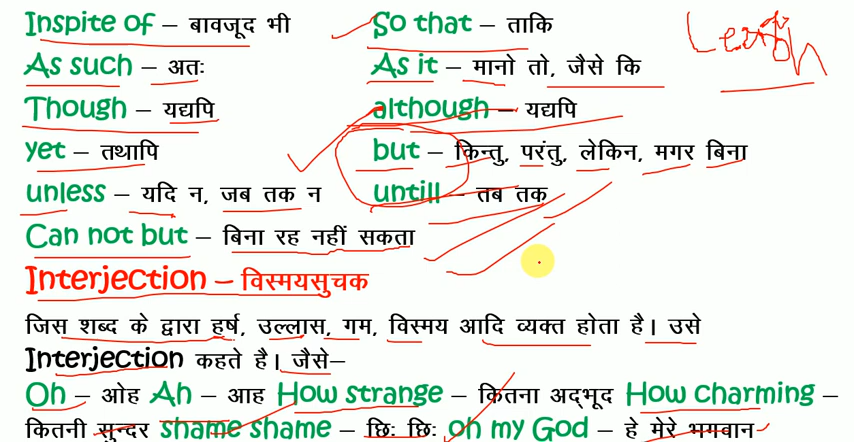 Inspite of – बावजूद भी So that – ताकि
As such – अतः As it – मानो तो, जैसे कि
Though – यद्यपि although – यद्यपि
yet – तथापि but – किन्तु, परंतु, लेकिन, मगर बिना
unless – यदि न, जब तक न untill – तब तक
Can not but – बिना रह नहीं सकता
Interjection – विस्मयसुचक
जिस शब्द के द्वारा हर्ष, उल्लास, गम, विस्मय आदि व्यक्त होता है। उसे
Interjection कहते है। जैसे–
Oh – ओह Ah – आह How strange – कितना अद्भूद How charming –
कितनी सुन्दर shame shame – छिः छिः oh my God – हे मेरे भगवान